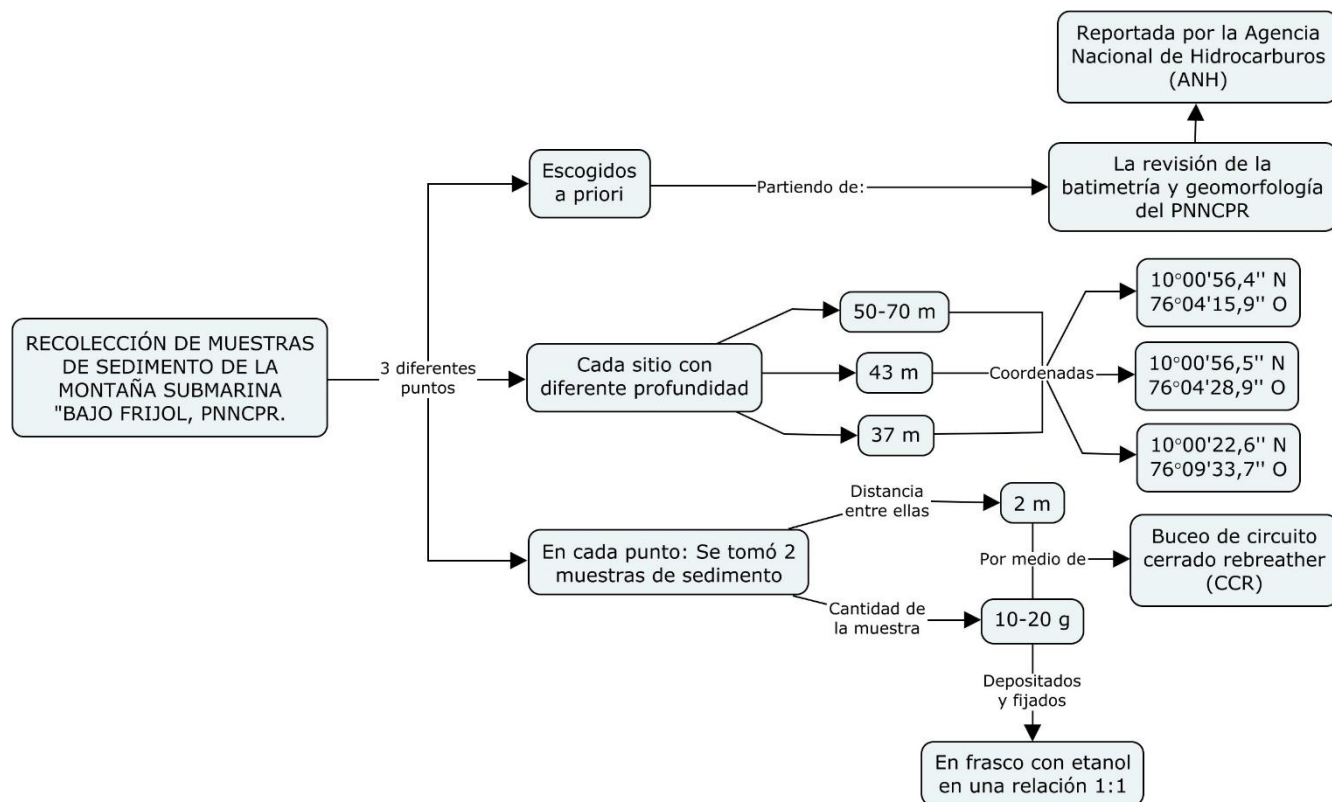 Reportada por la Agencia
Nacional de Hidrocarburos
(ANH)
Escogidos
a priori
Partiendo de:
La revisión de la
batimetría y geomorfología
del PNNCPR
RECOLECCIÓN DE MUESTRAS
DE SEDIMENTO DE LA
MONTAÑA SUBMARINA
"BAJO FRIJOL, PNNCPR.
3 diferentes
puntos
Cada sitio con
diferente profundidad
50-70 m
43 m
37 m
Coordenadas
10°00'56,4'' N
76°04'15,9'' O
10°00'56,5'' N
76°04'28,9'' O
10°00'22,6'' N
76°09'33,7'' O
En cada punto: Se tomó 2
muestras de sedimento
Distancia
entre ellas
2 m
Por medio de
Buceo de circuito
cerrado rebreather
(CCR)
Cantidad de
la muestra
10-20 g
Depositados
y fijados
En frasco con etanol
en una relación 1:1